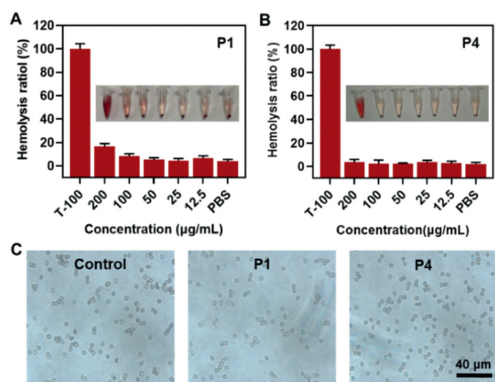 A
P1
Hemolysis ratiol (%)
120
100
80
60
40
20
0
T-100
200
100
50
25
12.5
PBS
Concentration (μg/mL)
B
P4
Hemolysis ratio (%)
120
100
80
60
40
20
0
T-100
200
100
50
25
12.5
PBS
Concentration(μg/mL)
C
Control
P1
P4
40 μm